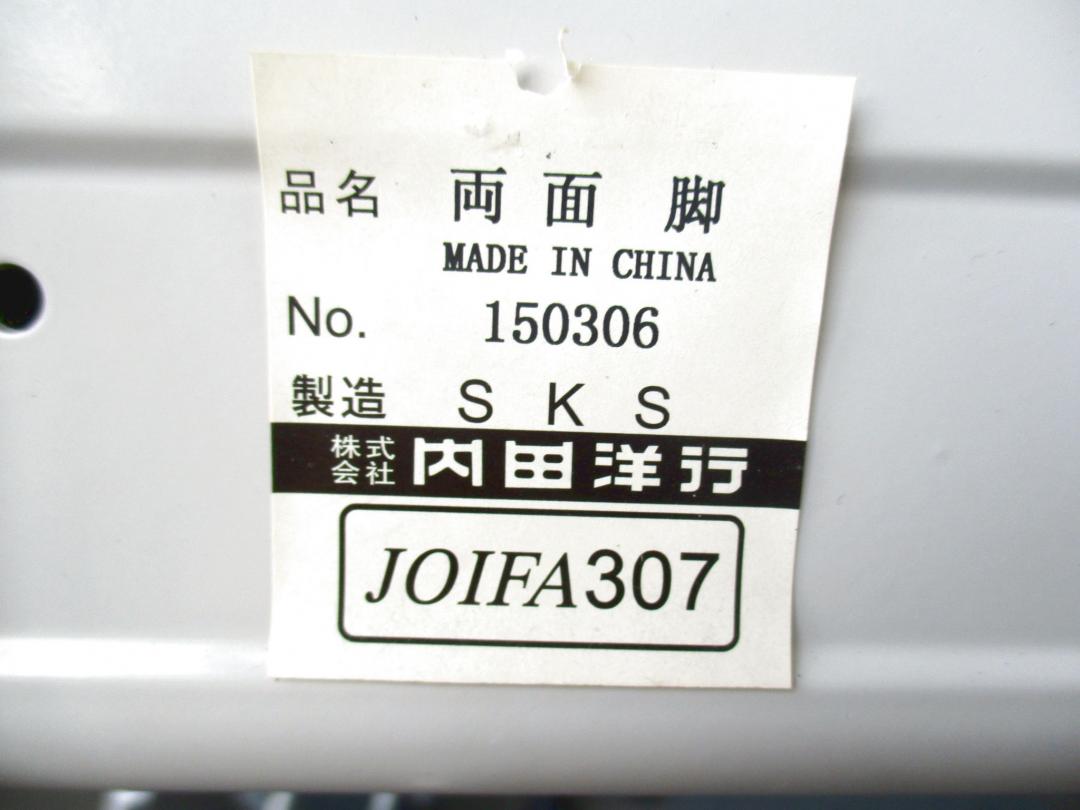 品名 両面 脚
MADE IN CHINA
No. 150306
製造 SKS
株式会社 内田洋行
JOIFA307